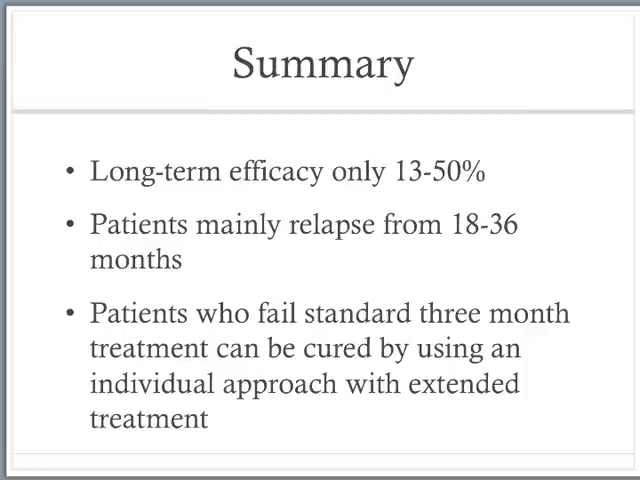 Summary
• Long-term efficacy only 13-50%
• Patients mainly relapse from 18-36
months
• Patients who fail standard three month
treatment can be cured by using an
individual approach with extended
treatment